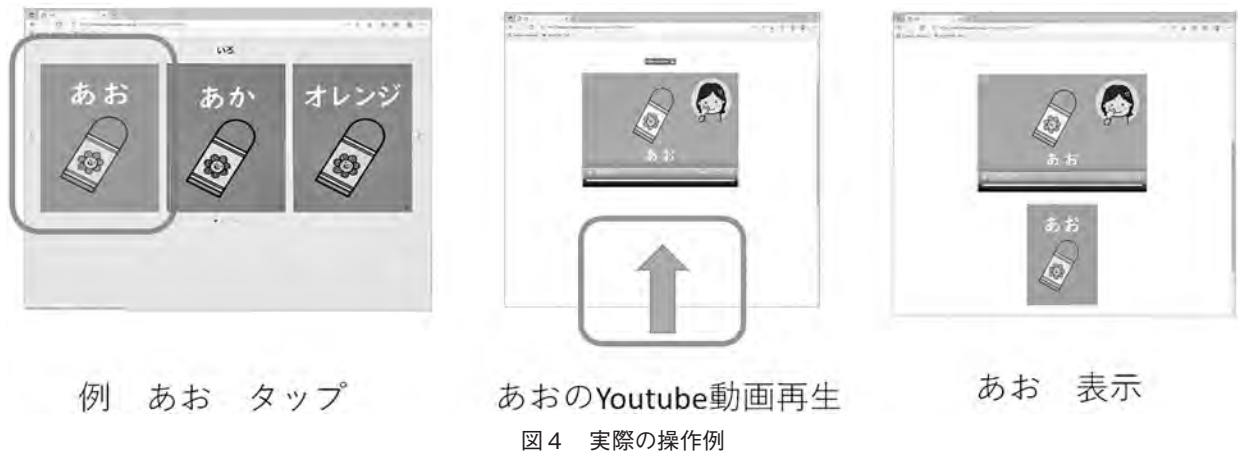 いろ
あお
あか
オレンジ
あお
あお
あお
例　あお　タップ
あおのYoutube動画再生
あお　表示
図４　実際の操作例